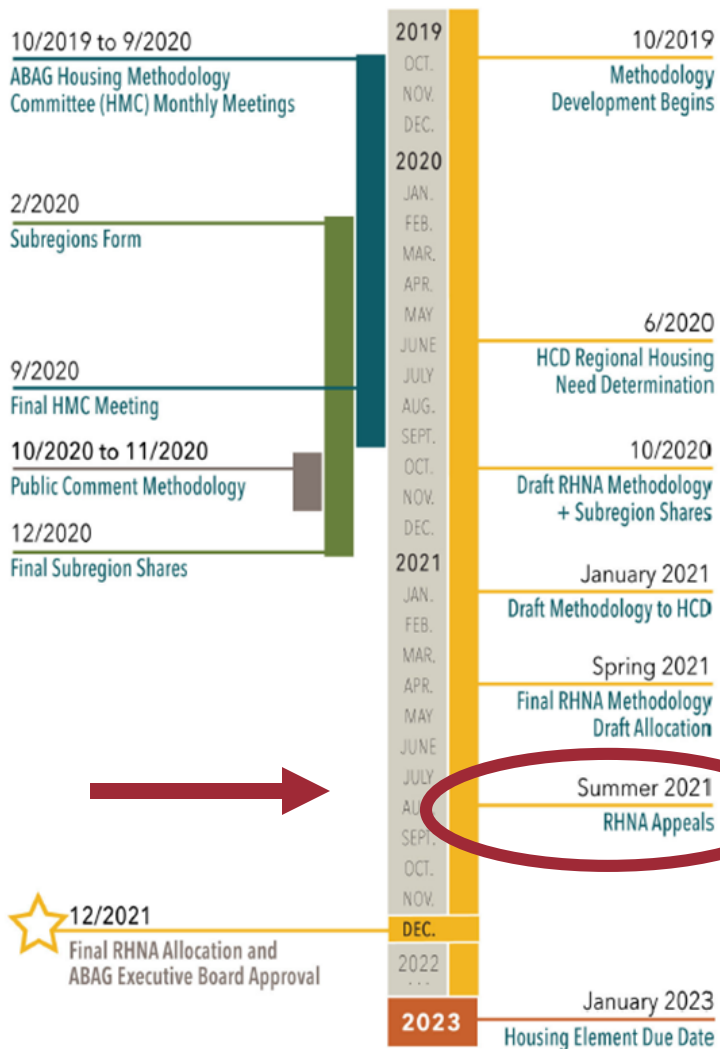 10/2019 to 9/2020
ABAG Housing Methodology
Committee (HMC) Monthly Meetings
2/2020
Subregions Form
9/2020
Final HMC Meeting
10/2020 to 11/2020
Public Comment Methodology
12/2020
Final Subregion Shares
12/2021
Final RHNA Allocation and
ABAG Executive Board Approval
2019
OCT.
NOV.
DEC.
2020
JAN.
FEB.
MAR.
APR.
MAY
JUNE
JULY
AUG.
SEPT.
OCT.
NOV.
DEC.
2021
JAN.
FEB.
MAR.
APR.
MAY
JUNE
JULY
AUG.
SEPT.
OCT.
NOV.
DEC.
2022
...
2023
10/2019
Methodology
Development Begins
6/2020
HCD Regional Housing
Need Determination
10/2020
Draft RHNA Methodology
+ Subregion Shares
January 2021
Draft Methodology to HCD
Spring 2021
Final RHNA Methodology
Draft Allocation
Summer 2021
RHNA Appeals
January 2023
Housing Element Due Date